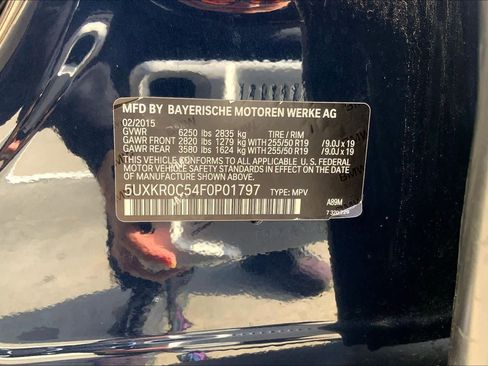 MFD BY BAYERISCHE MOTOREN WERKE AG
02/2015
GVWR 6250 lbs 2835 kg TIRE / RIM
GAWR FRONT 2820 lbs 1279 kg WITH 255/50 R19 /9.0J x 19
GAWR REAR 3580 lbs 1624 kg WITH 255/50 R19 /9.0J x 19
THIS VEHICLE CONFORMS TO ALL APPLICABLE U.S. FEDERAL
MOTOR VEHICLE SAFETY STANDARDS IN EFFECT ON THE
DATE OF MANUFACTURE SHOWN ABOVE.
5UXKR0C54F0P01797 TYPE: MPV
A89M